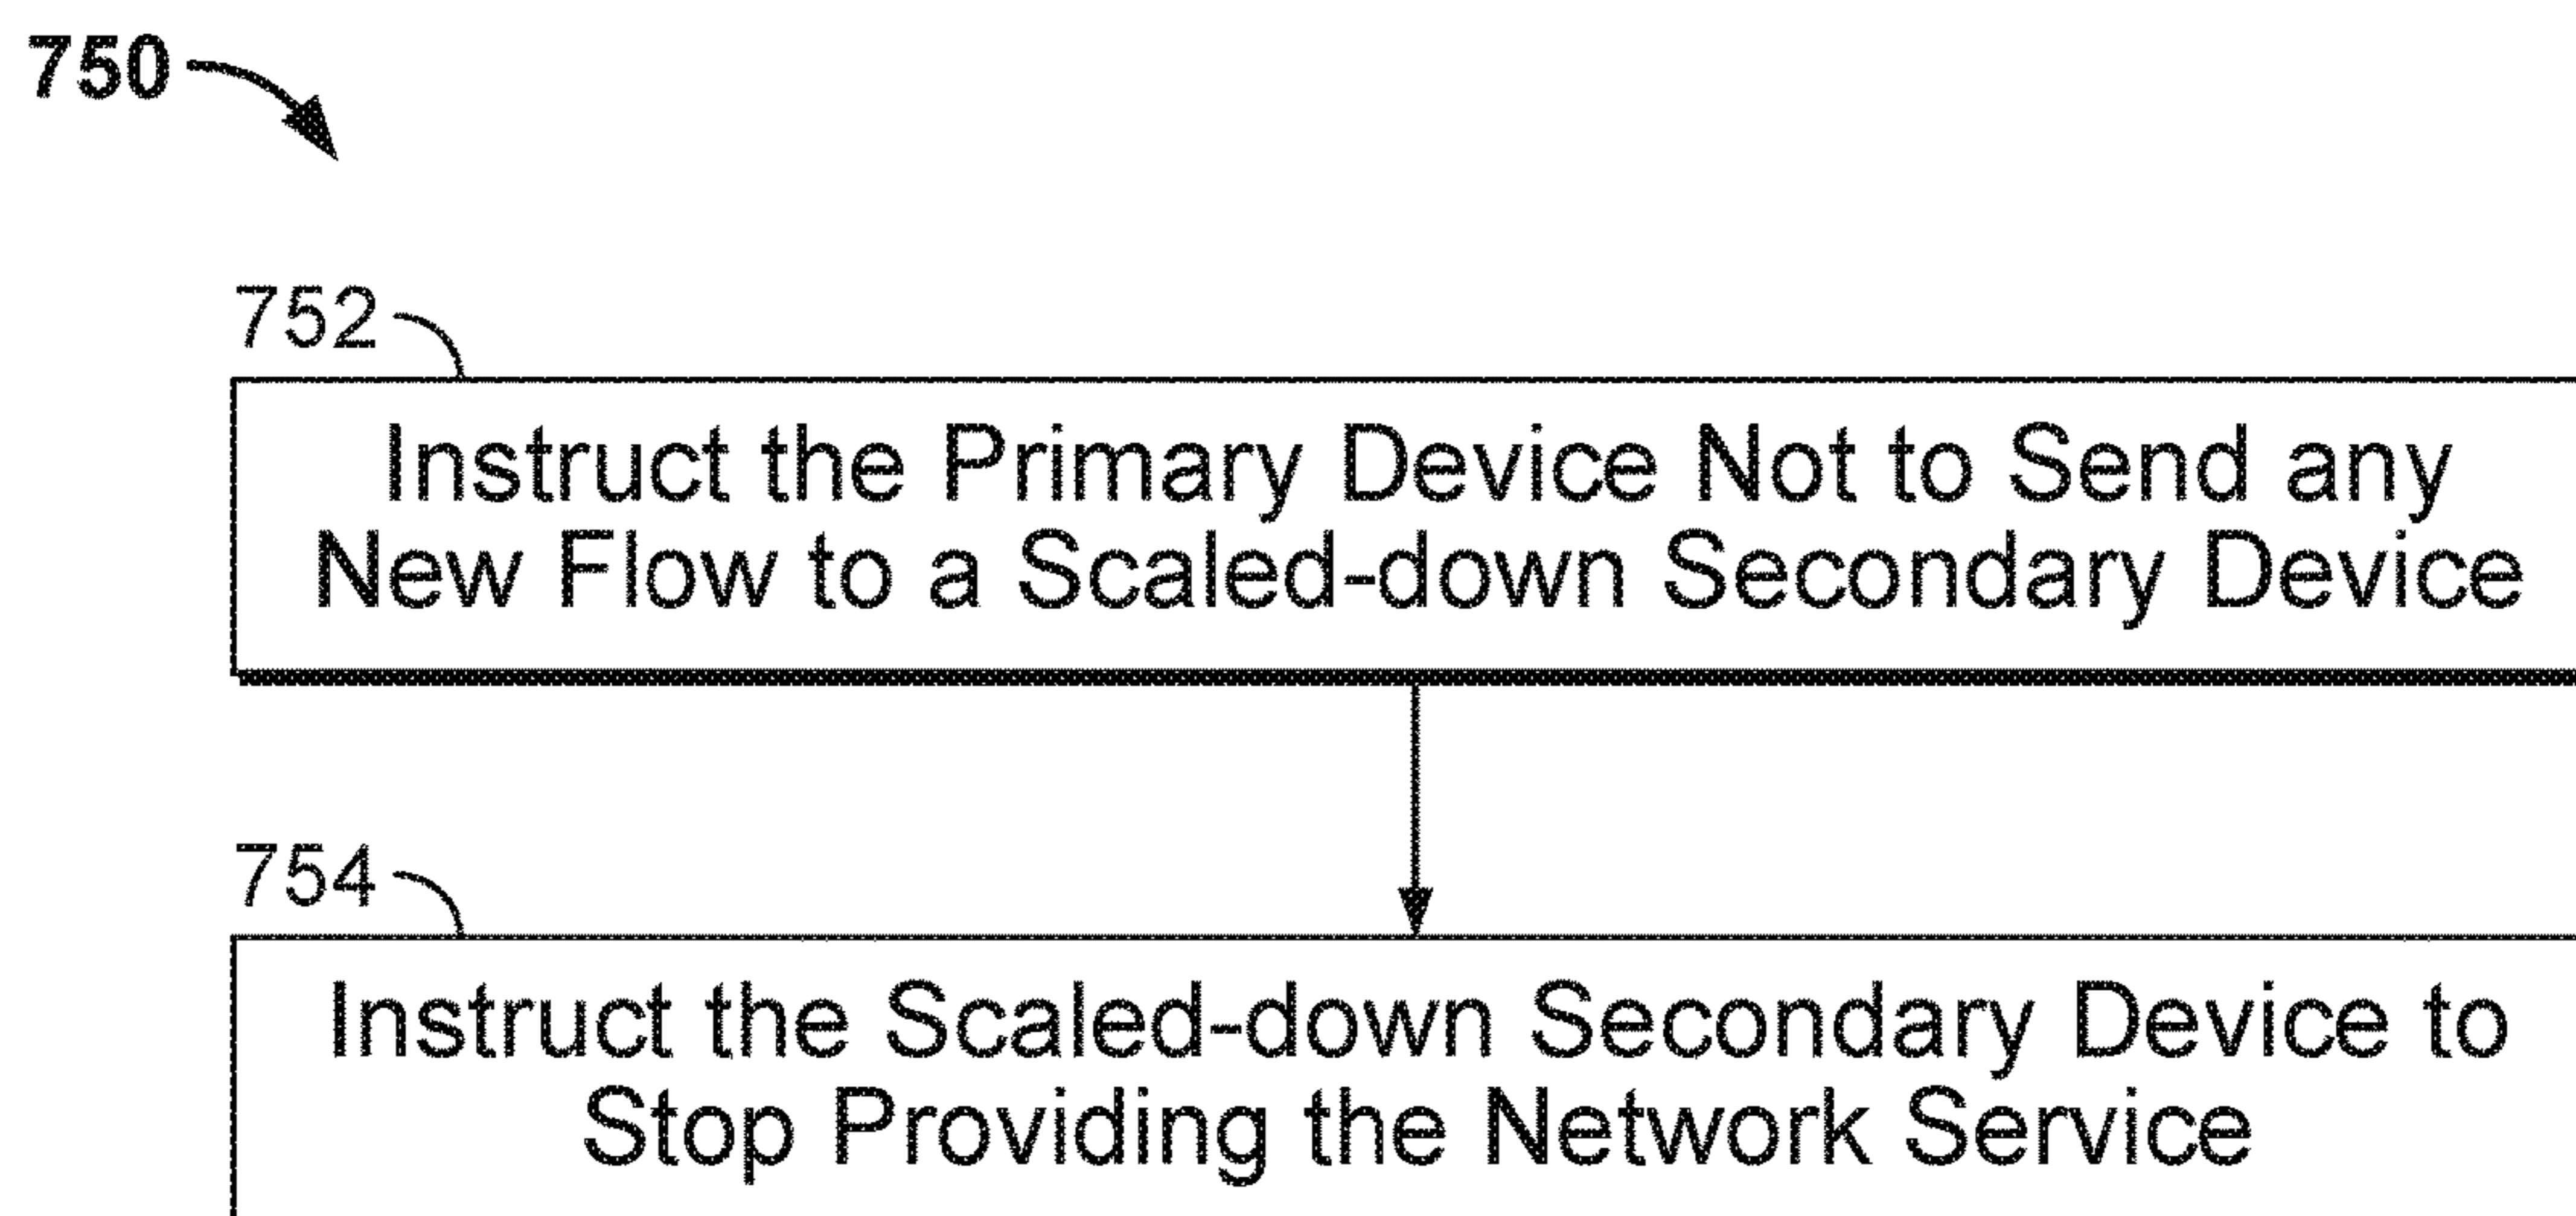 750
752
Instruct the Primary Device Not to Send any
New Flow to a Scaled-down Secondary Device
754
Instruct the Scaled-down Secondary Device to
Stop Providing the Network Service